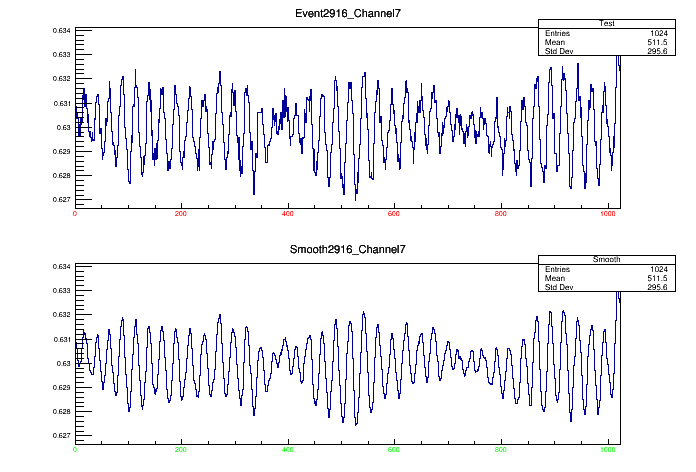 Event2916_Channel7
Test
Entries 1024
Mean 511.5
Std Dev 295.6
0.634
0.633
0.632
0.631
0.63
0.629
0.628
0.627
0 200 400 600 800 1000
Smooth2916_Channel7
Smooth
Entries 1024
Mean 511.5
Std Dev 295.6
0.634
0.633
0.632
0.631
0.63
0.629
0.628
0.627
0 200 400 600 800 1000